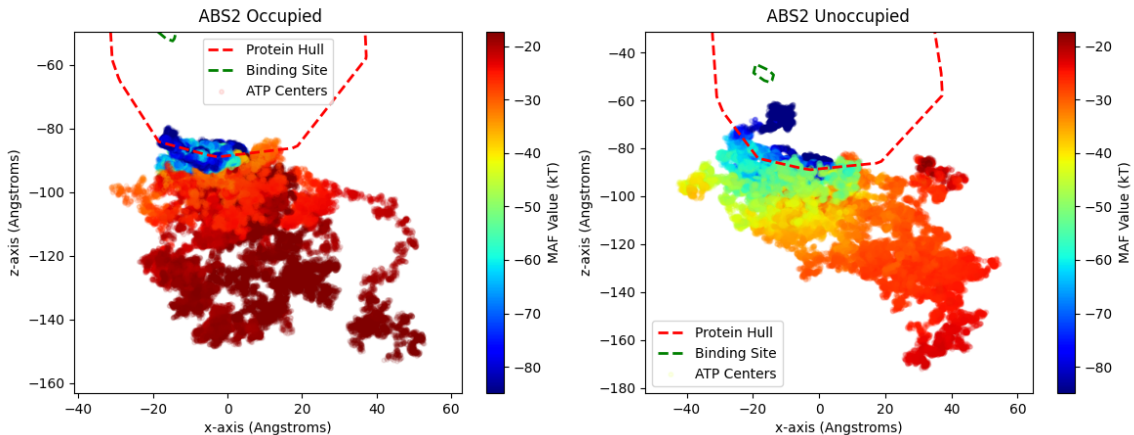 ABS2 Occupied
Protein Hull
Binding Site
ATP Centers
−60
−80
−100
−120
−140
−160
z-axis (Angstroms)
−40
−20
0
20
40
60
x-axis (Angstroms)
−20
−30
−40
−50
−60
−70
−80
MAF Value (kT)
ABS2 Unoccupied
−40
−60
−80
−100
−120
−140
−160
−180
z-axis (Angstroms)
Protein Hull
Binding Site
ATP Centers
−40
−20
0
20
40
60
x-axis (Angstroms)
−20
−30
−40
−50
−60
−70
−80
MAF Value (kT)